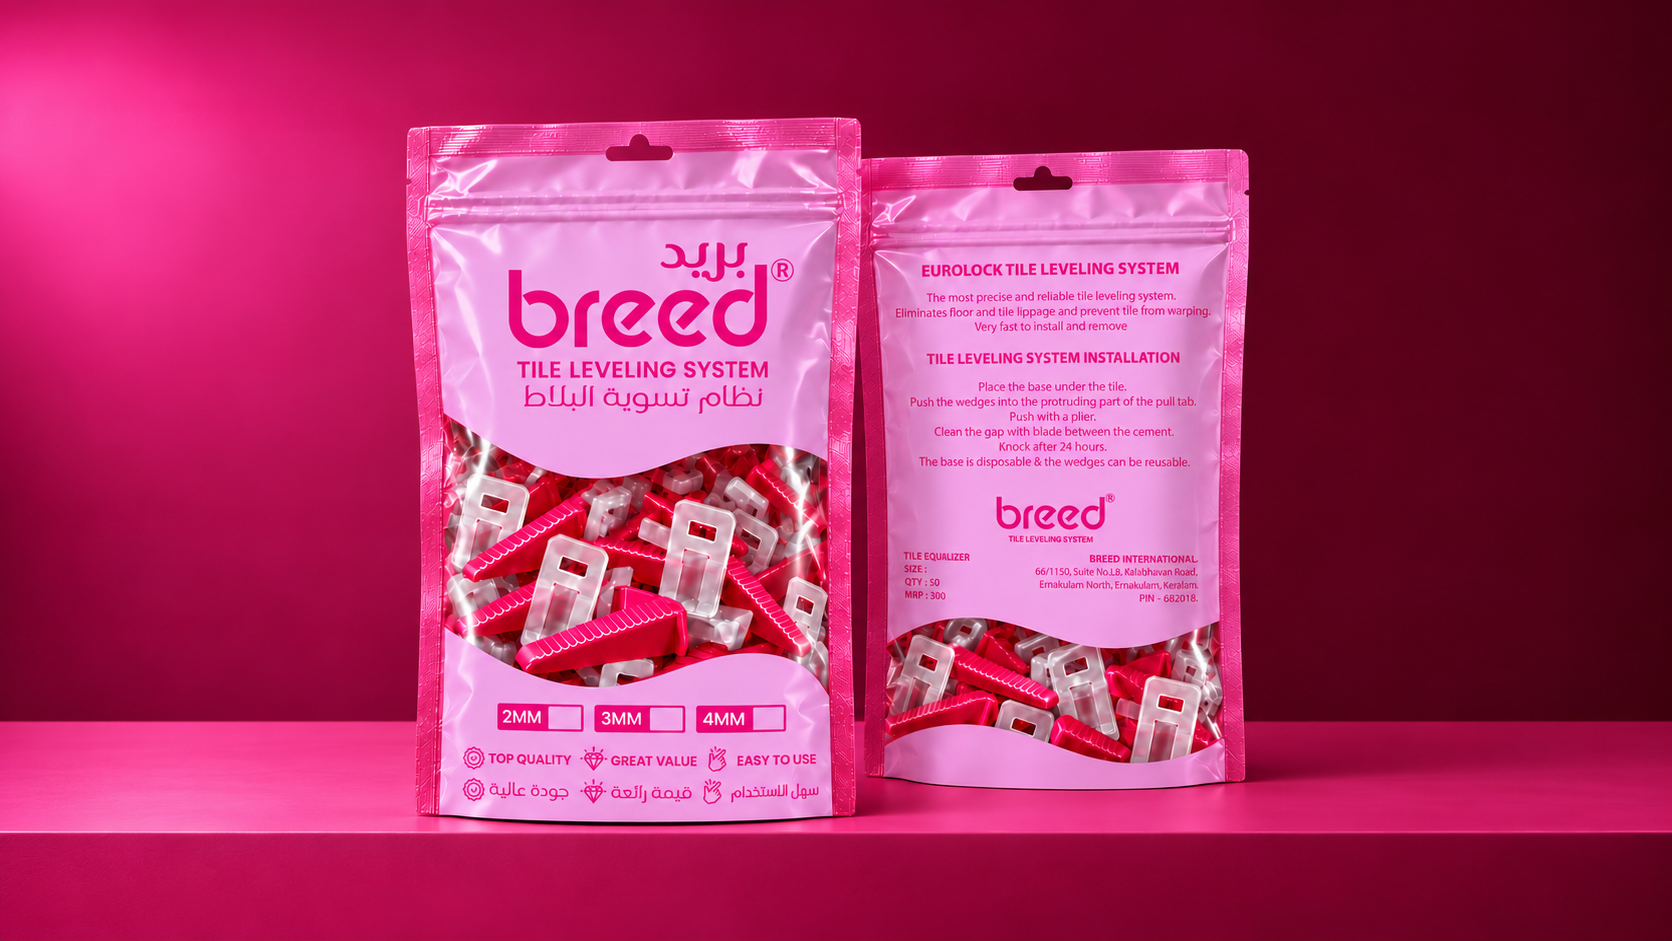 بريد
breed®
TILE LEVELING SYSTEM
نظام تسوية البلاط
2MM 3MM 4MM
TOP QUALITY GREAT VALUE EASY TO USE
جودة عالية قيمة رائعة سهل الاستخدام
EUROLOCK TILE LEVELING SYSTEM
The most precise and reliable tile leveling system.
Eliminates floor and tile lippage and prevent tile from warping.
Very fast to install and remove
TILE LEVELING SYSTEM INSTALLATION
Place the base under the tile.
Push the wedges into the protruding part of the pull tab.
Push with a plier.
Clean the gap with blade between the cement.
Knock after 24 hours.
The base is disposable & the wedges can be reusable.
breed®
TILE LEVELING SYSTEM
TILE EQUALIZER
SIZE :
QTY : 50
MRP : 300
BREED INTERNATIONAL.
66/1150, Suite No.L8, Kalabhavan Road,
Ernakulam North, Ernakulam, Keralam.
PIN - 682018.